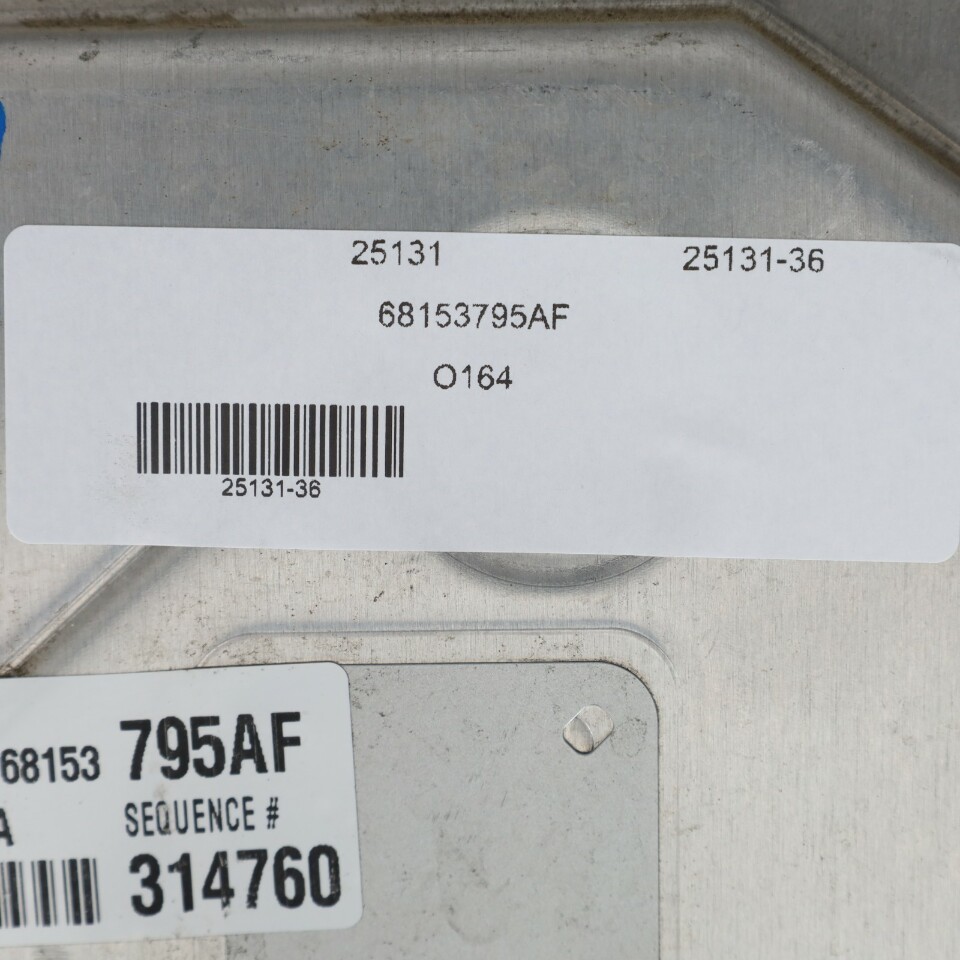 25131 25131-36
68153795AF
O164
25131-36
68153 795AF
A SEQUENCE #
314760